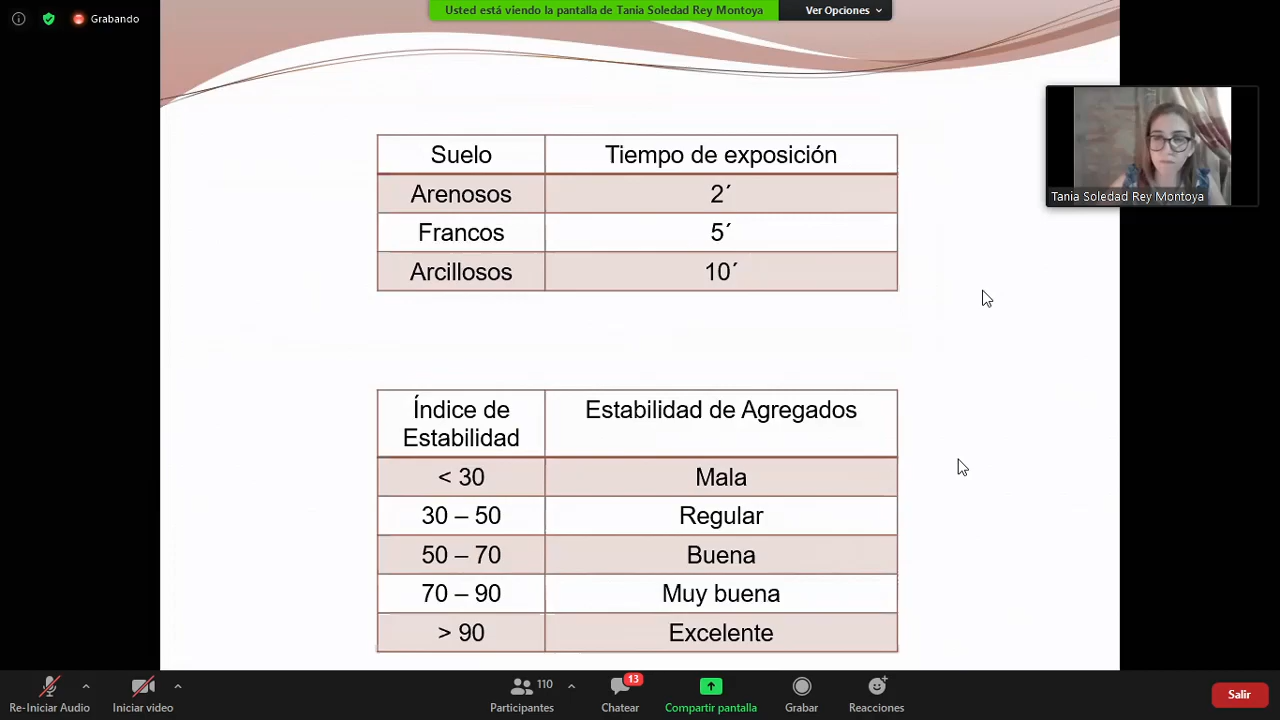 Grabando
Usted está viendo la pantalla de Tania Soledad Rey Montoya
Ver Opciones
Tania Soledad Rey Montoya
Suelo Tiempo de exposición
Arenosos 2´
Francos 5´
Arcillosos 10´
Índice de
Estabilidad Estabilidad de Agregados
< 30 Mala
30 – 50 Regular
50 – 70 Buena
70 – 90 Muy buena
> 90 Excelente
Re-Iniciar Audio
Iniciar video
110
Participantes
13
Chatear
Compartir pantalla
Grabar
Reacciones
Salir